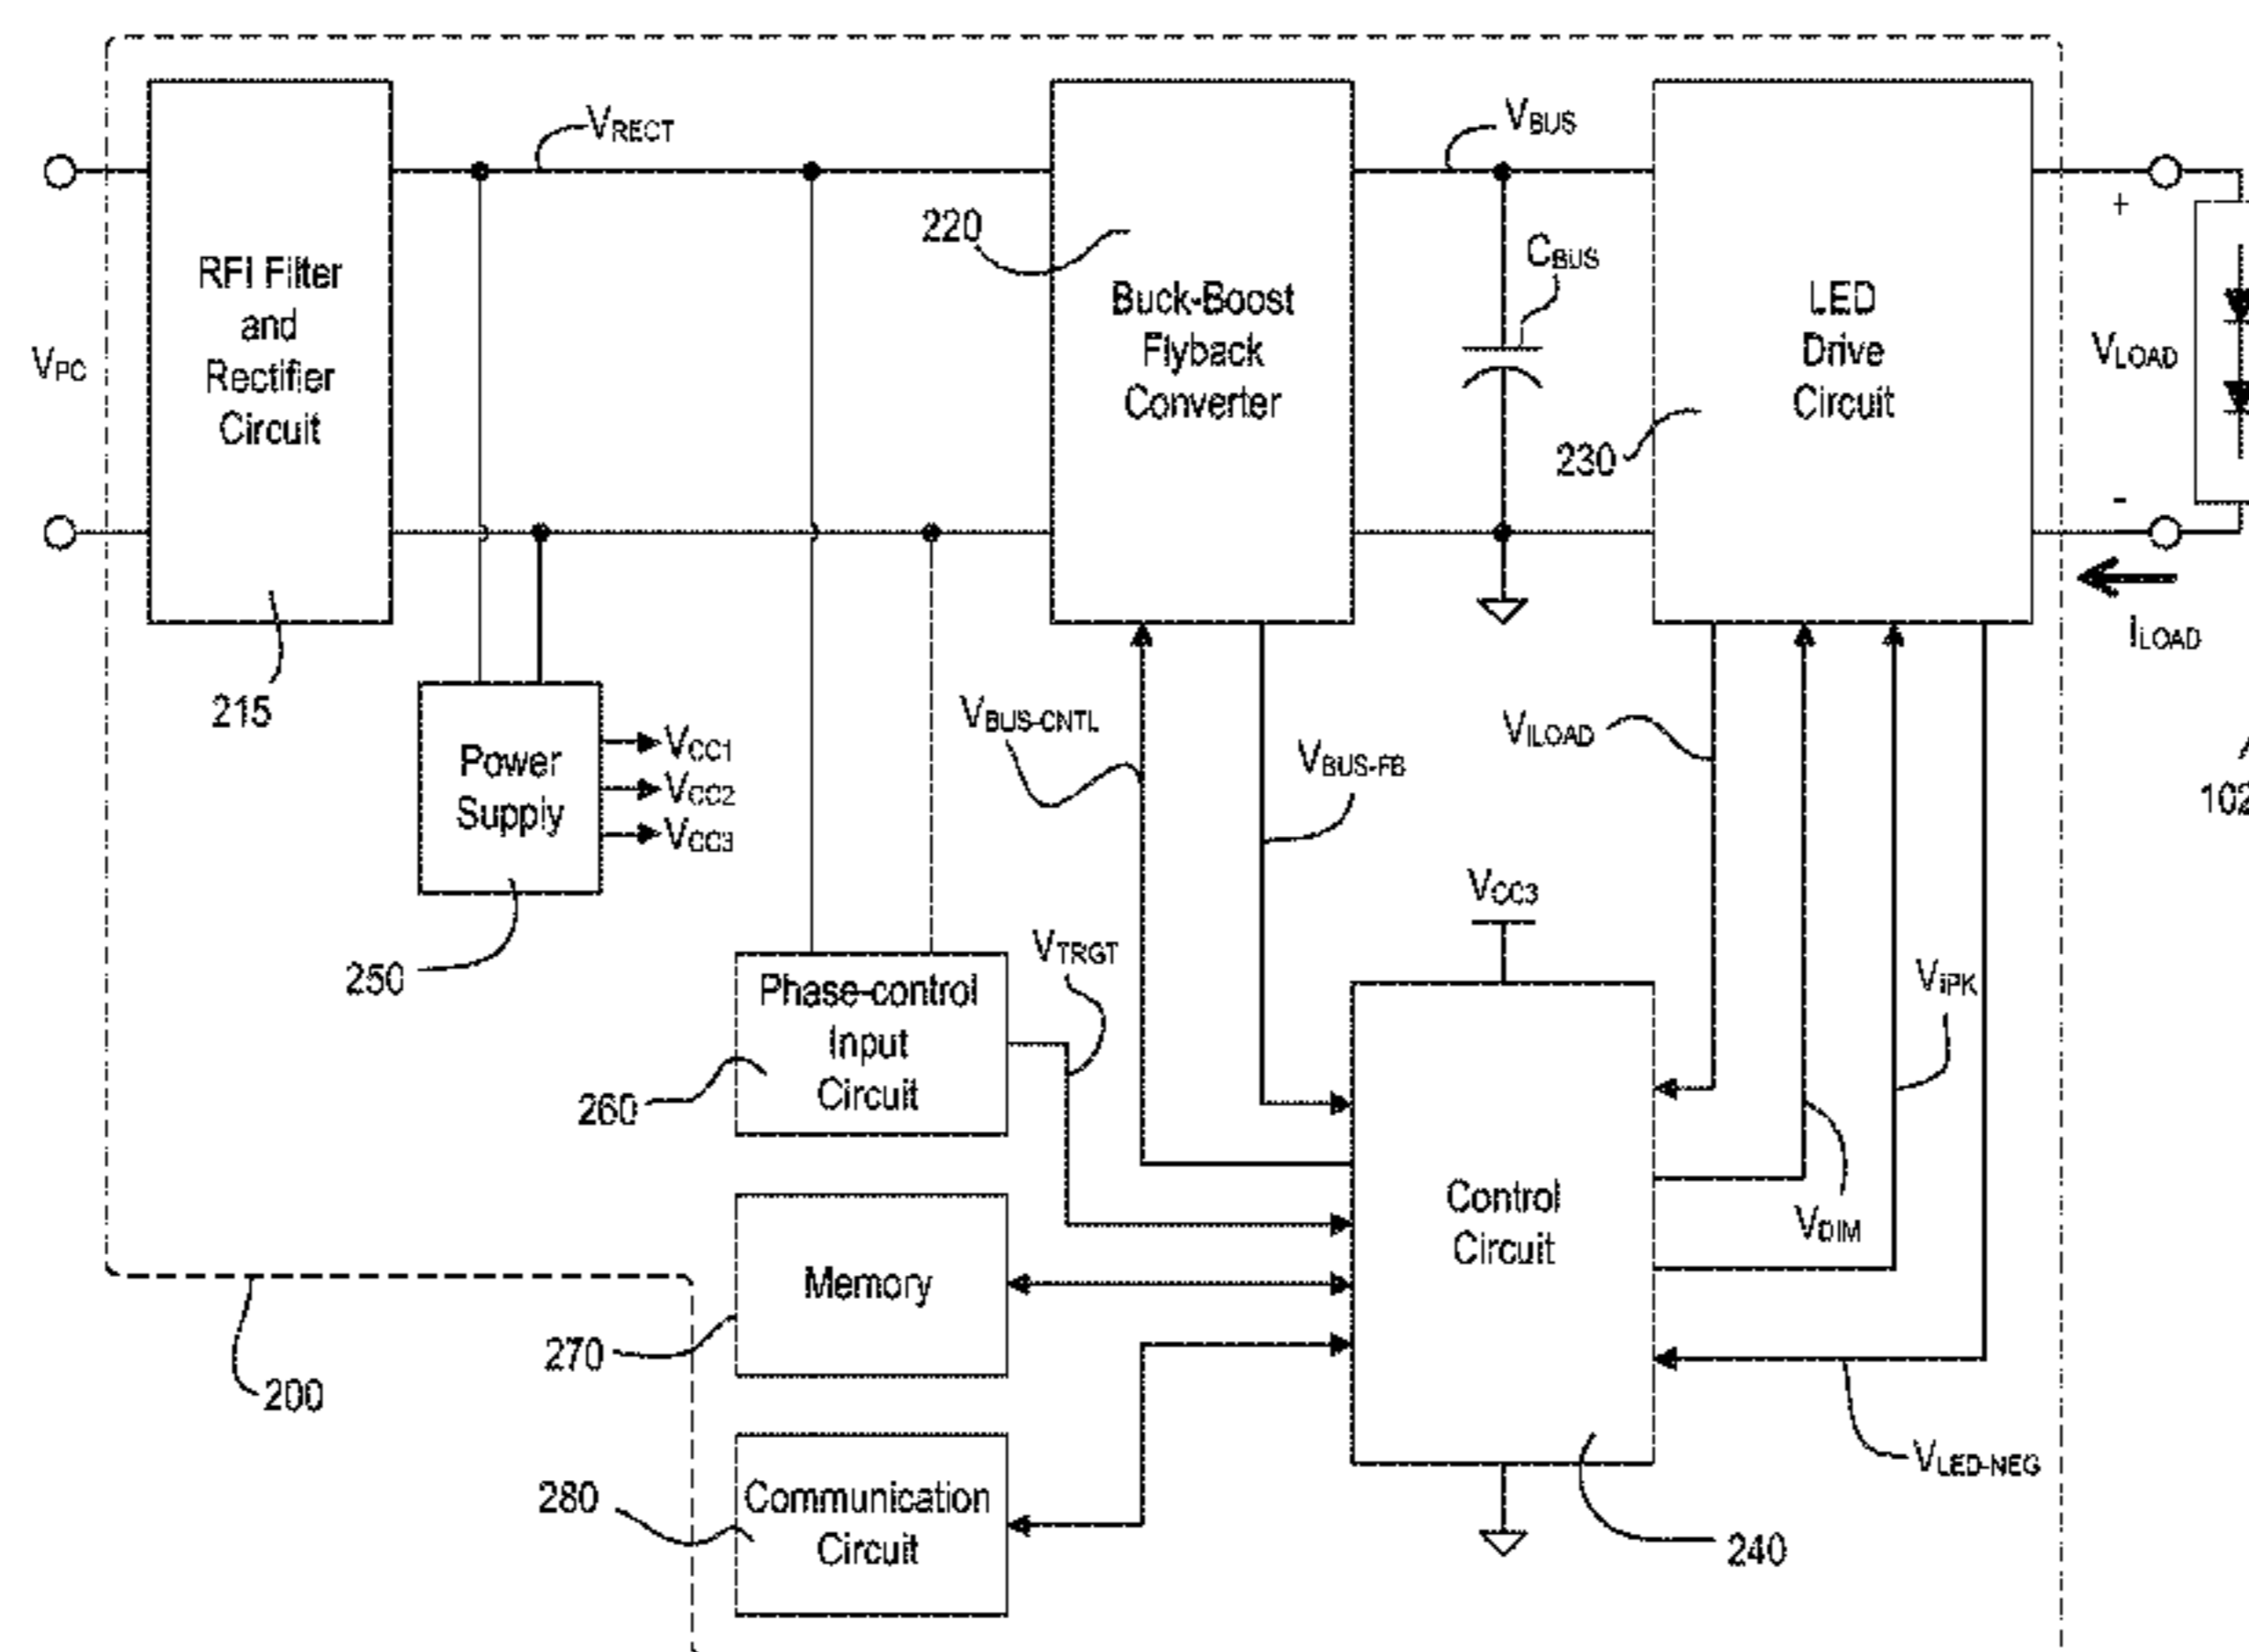 VRECT
VBUS
220
CBUS
RFI Filter
and
Rectifier
Circuit
Buck-Boost
Flyback
Converter
LED
Drive
Circuit
+
VPC
VLOAD
230
-
ILOAD
215
VBUS-CNTL
VILOAD
Power
Supply
VCC1
VCC2
VCC3
VBUS-FB
102
VCC3
250
VTRGT
VIPK
Phase-control
Input
Circuit
260
Control
Circuit
VDIM
Memory
270
200
VLED-NEG
280
Communication
Circuit
240